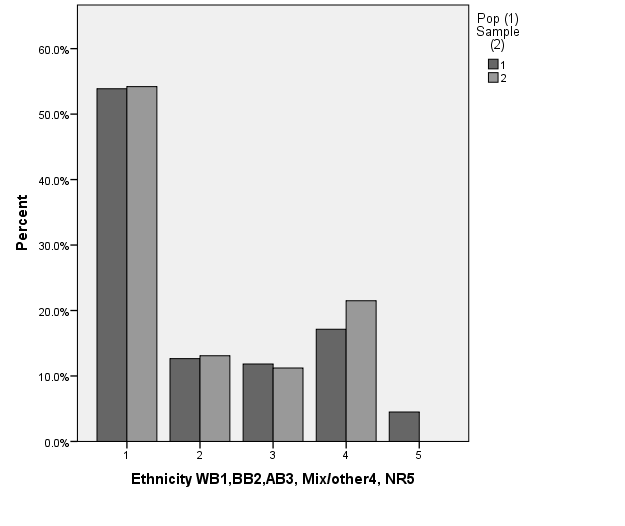 Pop (1)
Sample
(2)
1
2
60.0%
50.0%
40.0%
30.0%
20.0%
10.0%
0.0%
Percent
1 2 3 4 5
Ethnicity WB1,BB2,AB3, Mix/other4, NR5